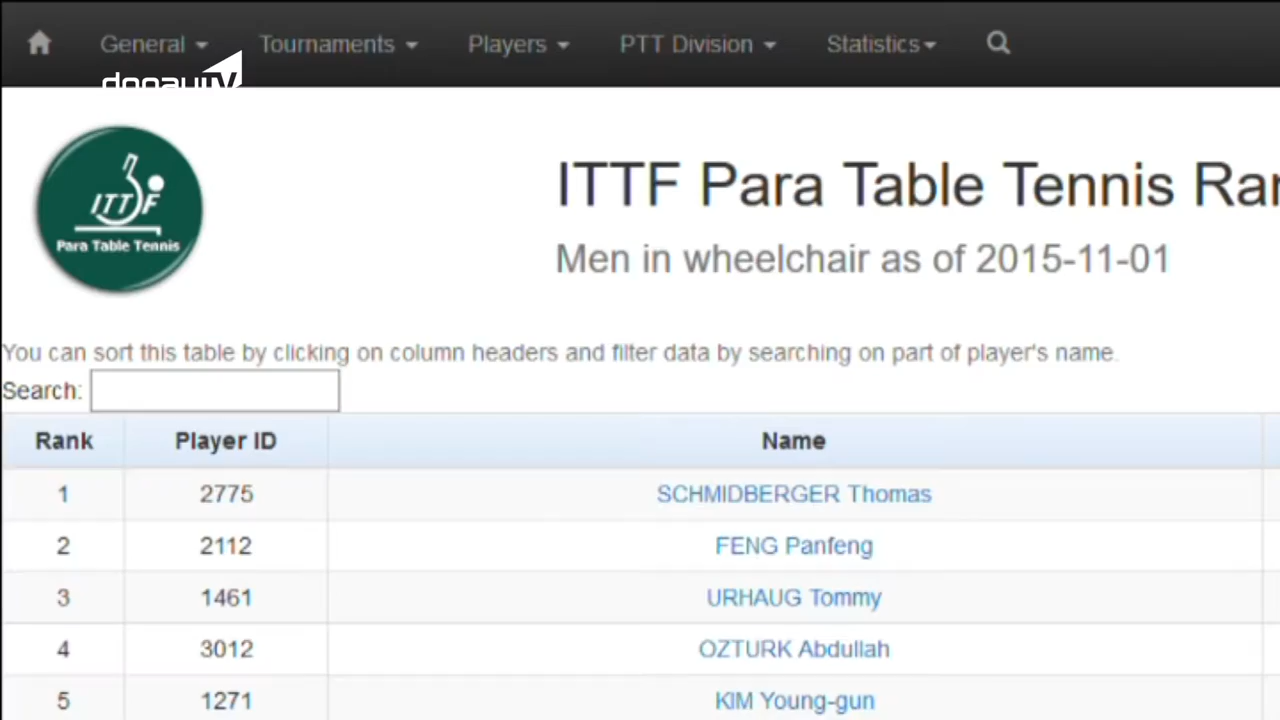 General Tournaments Players PTT Division Statistics
donauTV
ITTF
Para Table Tennis
ITTF Para Table Tennis
Men in wheelchair as of 2015-11-01
You can sort this table by clicking on column headers and filter data by searching on part of player's name.
Search:
Rank Player ID Name
1 2775 SCHMIDBERGER Thomas
2 2112 FENG Panfeng
3 1461 URHAUG Tommy
4 3012 OZTURK Abdullah
5 1271 KIM Young-gun